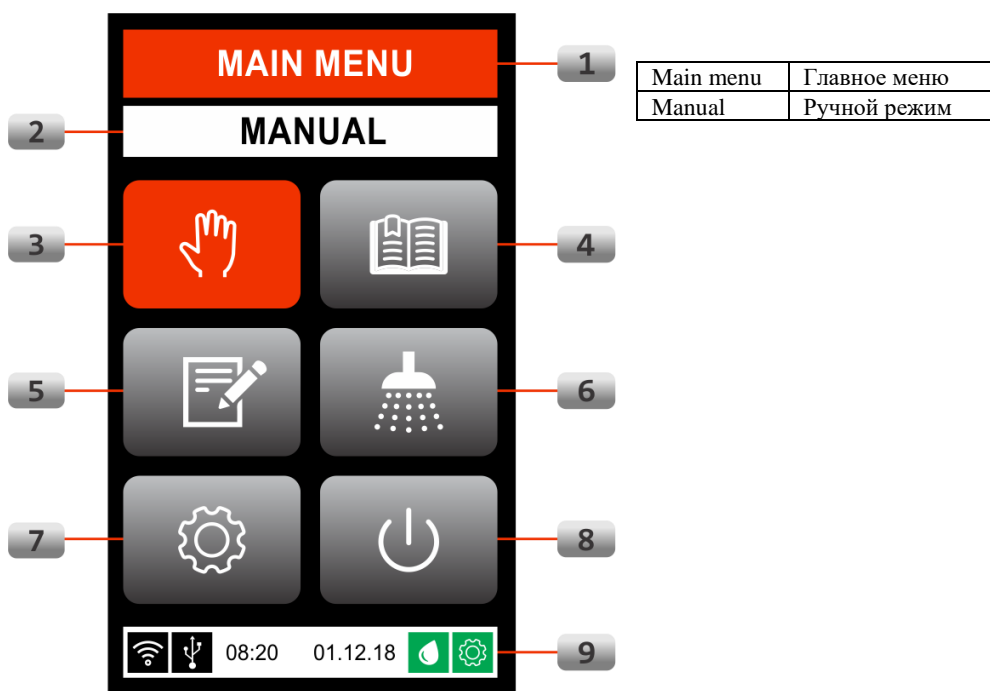 MAIN MENU
1
Main menu Главное меню
Manual Ручной режим
2
MANUAL
3
4
5
6
7
8
08:20 01.12.18
9